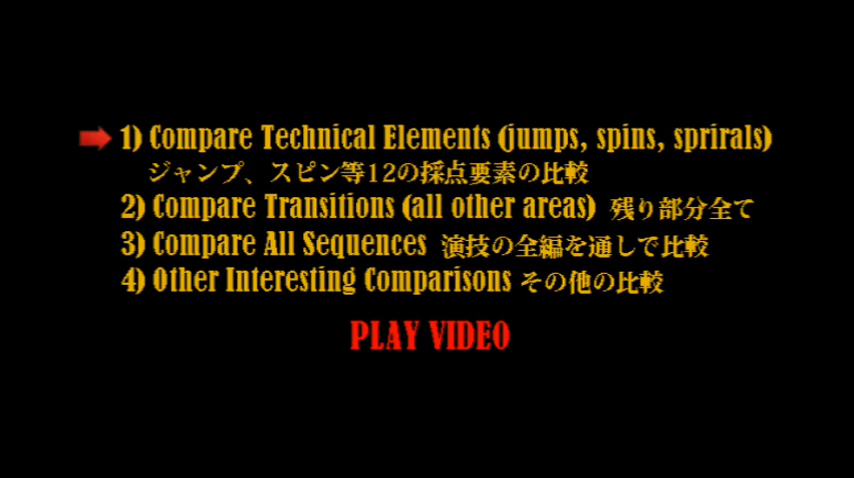 1) Compare Technical Elements (jumps, spins, sprirals)
ジャンプ、スピン等12の採点要素の比較
2) Compare Transitions (all other areas) 残り部分全て
3) Compare All Sequences 演技の全編を通しで比較
4) Other Interesting Comparisons その他の比較
PLAY VIDEO